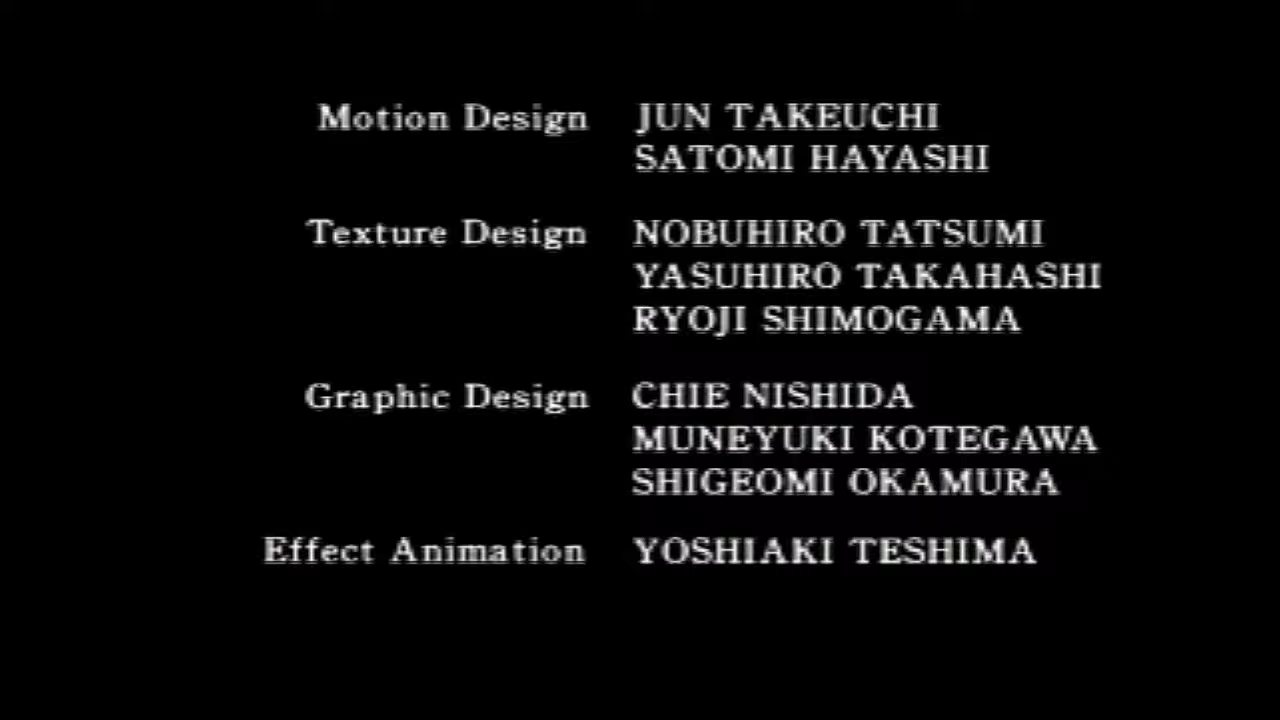 Motion Design JUN TAKEUCHI
SATOMI HAYASHI
Texture Design NOBUHIRO TATSUMI
YASUHIRO TAKAHASHI
RYOJI SHIMOGAMA
Graphic Design CHIE NISHIDA
MUNEYUKI KOTEGAWA
SHIGEOMI OKAMURA
Effect Animation YOSHIAKI TESHIMA